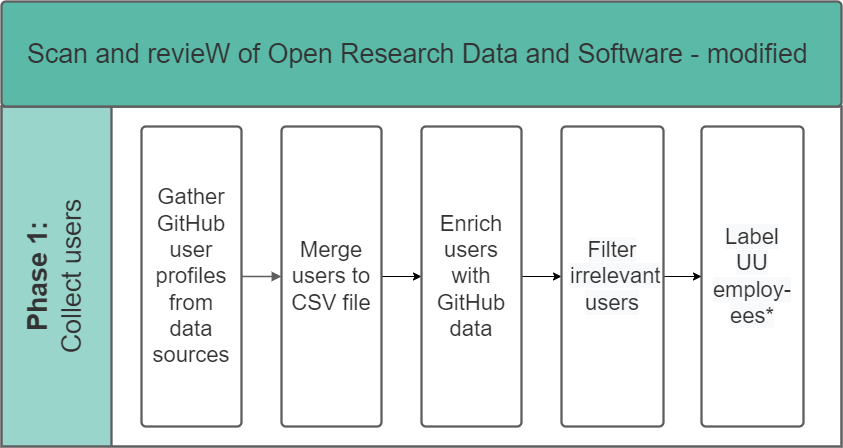 Scan and revieW of Open Research Data and Software - modified
Phase 1:
Collect users
Gather
GitHub
user
profiles
from
data
sources
Merge
users to
CSV file
Enrich
users
with
GitHub
data
Filter
irrelevant
users
Label
UU
employ-
ees*